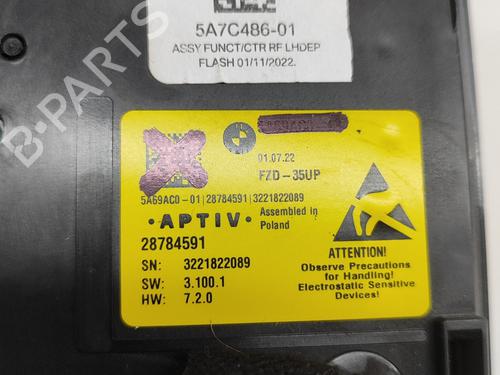 5A7C486-01
ASSY FUNCT/CTR RF LHDEP
FLASH 01/11/2022.
B-PARTS
01.07.22
FZD-35UP
5A69AC0-01|28784591|3221822089
• APTIV •
Assembled in
Poland
28784591
SN: 3221822089
SW: 3.100.1
HW: 7.2.0
ATTENTION!
Observe Precautions
for Handling!
Electrostatic Sensitive
Devices!